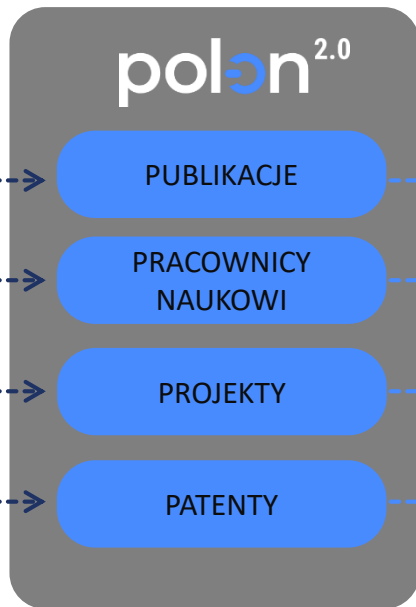 polon 2.0
PUBLIKACJE
PRACOWNICY
NAUKOWI
PROJEKTY
PATENTY